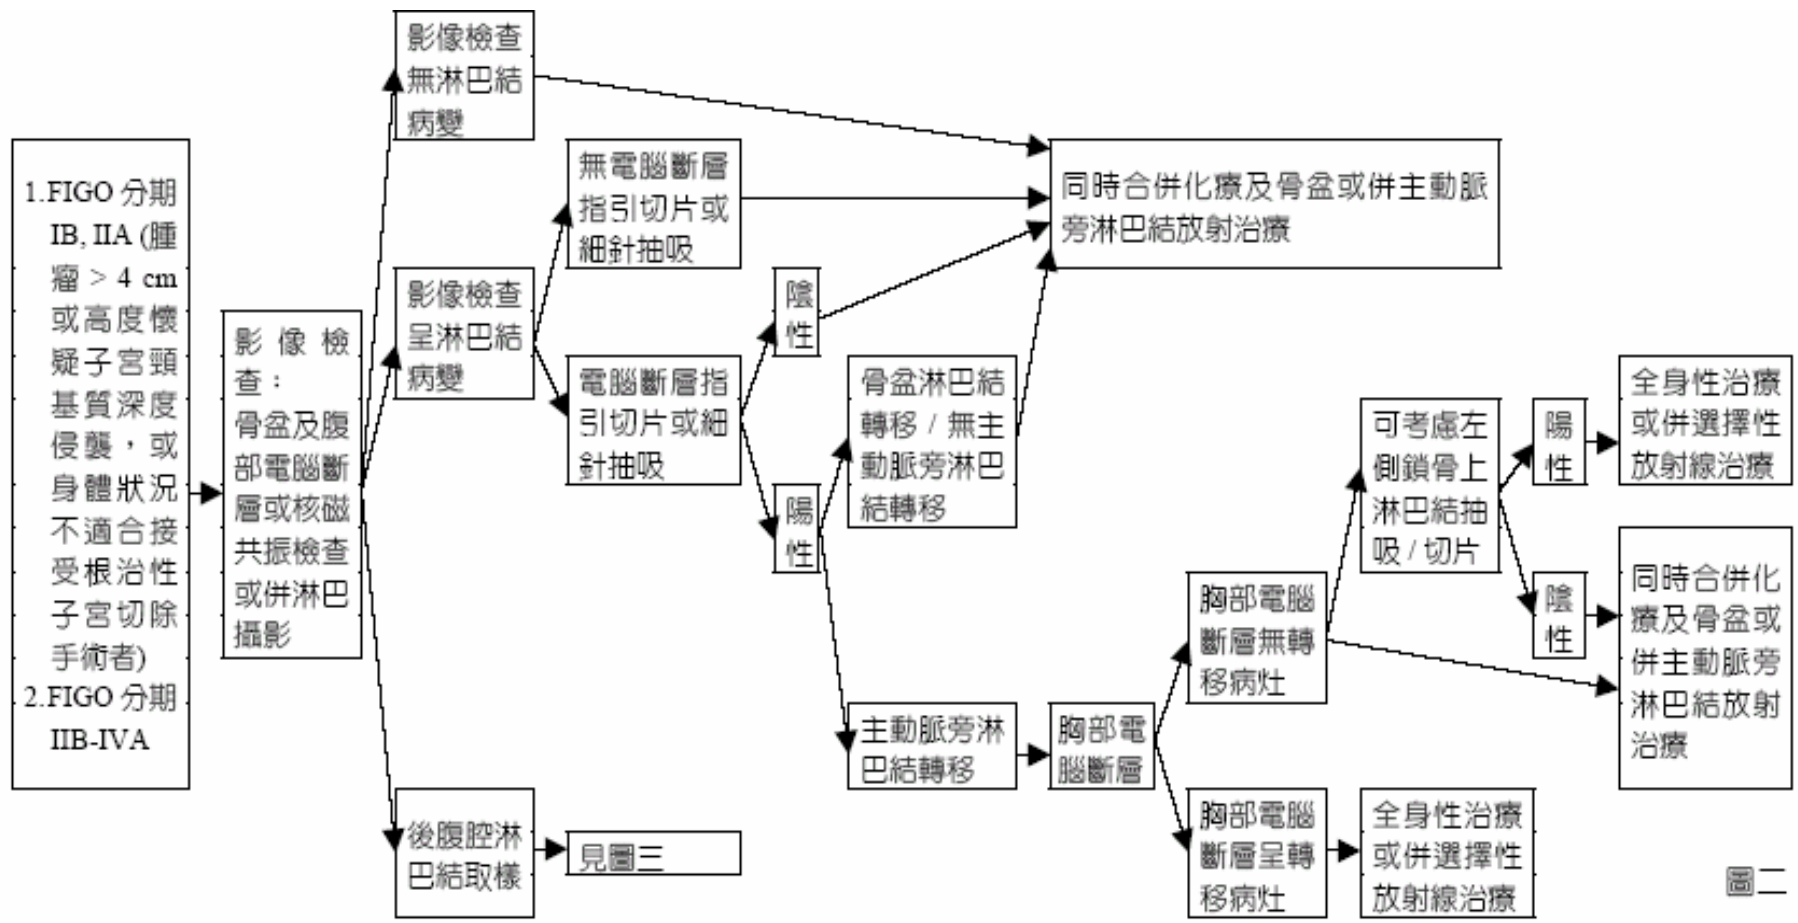 1.FIGO 分期
IB, IIA (腫
瘤 > 4 cm
或高度懷
疑子宮頸
基質深度
侵襲，或
身體狀況
不適合接
受根治性
子宮切除
手術者)
2.FIGO 分期
IIB-IVA
影像檢
查：
骨盆及腹
部電腦斷
層或核磁
共振檢查
或併淋巴
攝影
影像檢查
無淋巴結
病變
影像檢查
呈淋巴結
病變
後腹腔淋
巴結取樣
無電腦斷層
指引切片或
細針抽吸
電腦斷層指
引切片或細
針抽吸
見圖三
陰
性
陽
性
骨盆淋巴結
轉移 / 無主
動脈旁淋巴
結轉移
主動脈旁淋
巴結轉移
同時合併化療及骨盆或併主動脈
旁淋巴結放射治療
胸部電
腦斷層
胸部電腦
斷層無轉
移病灶
胸部電腦
斷層呈轉
移病灶
可考慮左
側鎖骨上
淋巴結抽
吸 / 切片
全身性治療
或併選擇性
放射線治療
陽
性
陰
性
全身性治療
或併選擇性
放射線治療
同時合併化
療及骨盆或
併主動脈旁
淋巴結放射
治療
圖二